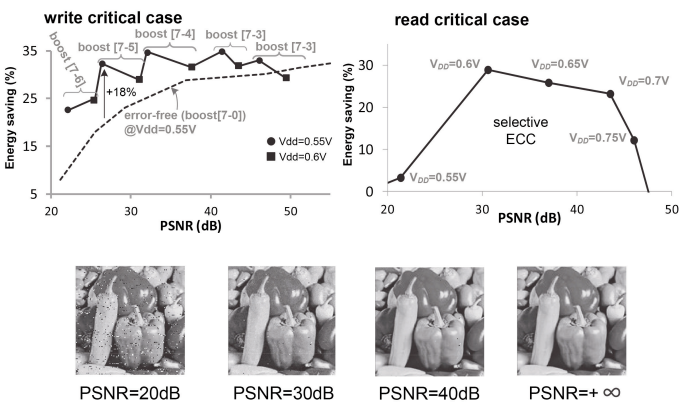 write critical case
read critical case
Energy saving (%)
35
25
15
5
20
30
40
50
PSNR (dB)
boost [7-6]
boost [7-5]
boost [7-4]
boost [7-3]
boost [7-3]
+18%
error-free (boost[7-0])
@Vdd=0.55V
Vdd=0.55V
Vdd=0.6V
Energy saving (%)
30
20
10
0
20
30
40
50
PSNR (dB)
VDD=0.6V
VDD=0.65V
VDD=0.7V
VDD=0.75V
VDD=0.55V
selective
ECC
PSNR=20dB
PSNR=30dB
PSNR=40dB
PSNR=+ ∞